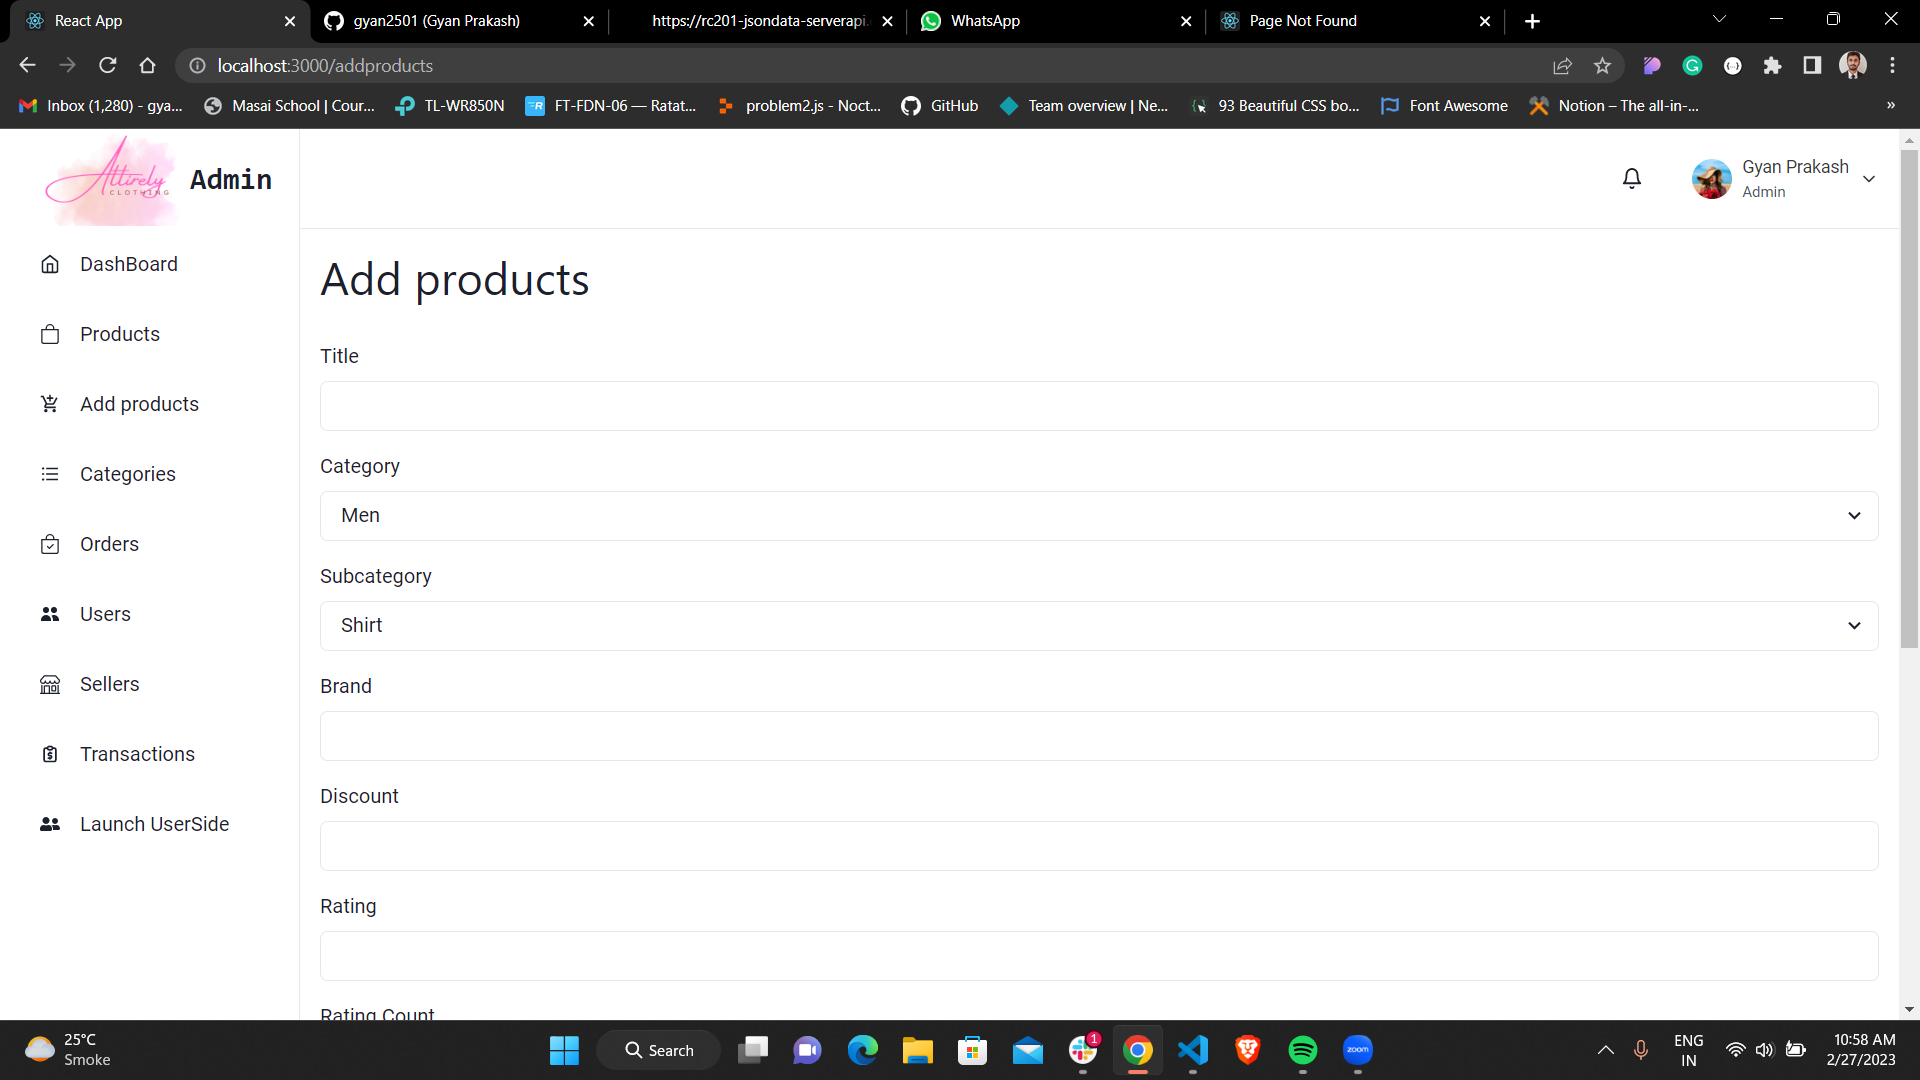 React App
gyan2501 (Gyan Prakash)
https://rc201-jsondata-serverapi.
WhatsApp
Page Not Found
localhost:3000/addproducts
Inbox (1,280) - gya...
Masai School | Cour...
TL-WR850N
FT-FDN-06 — Ratat...
problem2.js - Noct...
GitHub
Team overview | Ne...
93 Beautiful CSS bo...
Font Awesome
Notion – The all-in-...
»
Attirely
CLOTHING
Admin
Gyan Prakash
Admin
DashBoard
Products
Add products
Categories
Orders
Users
Sellers
Transactions
Launch UserSide
Add products
Title
Category
Men
Subcategory
Shirt
Brand
Discount
Rating
Rating Count
25°C
Smoke
Search
1
zoom
ENG
IN
10:58 AM
2/27/2023